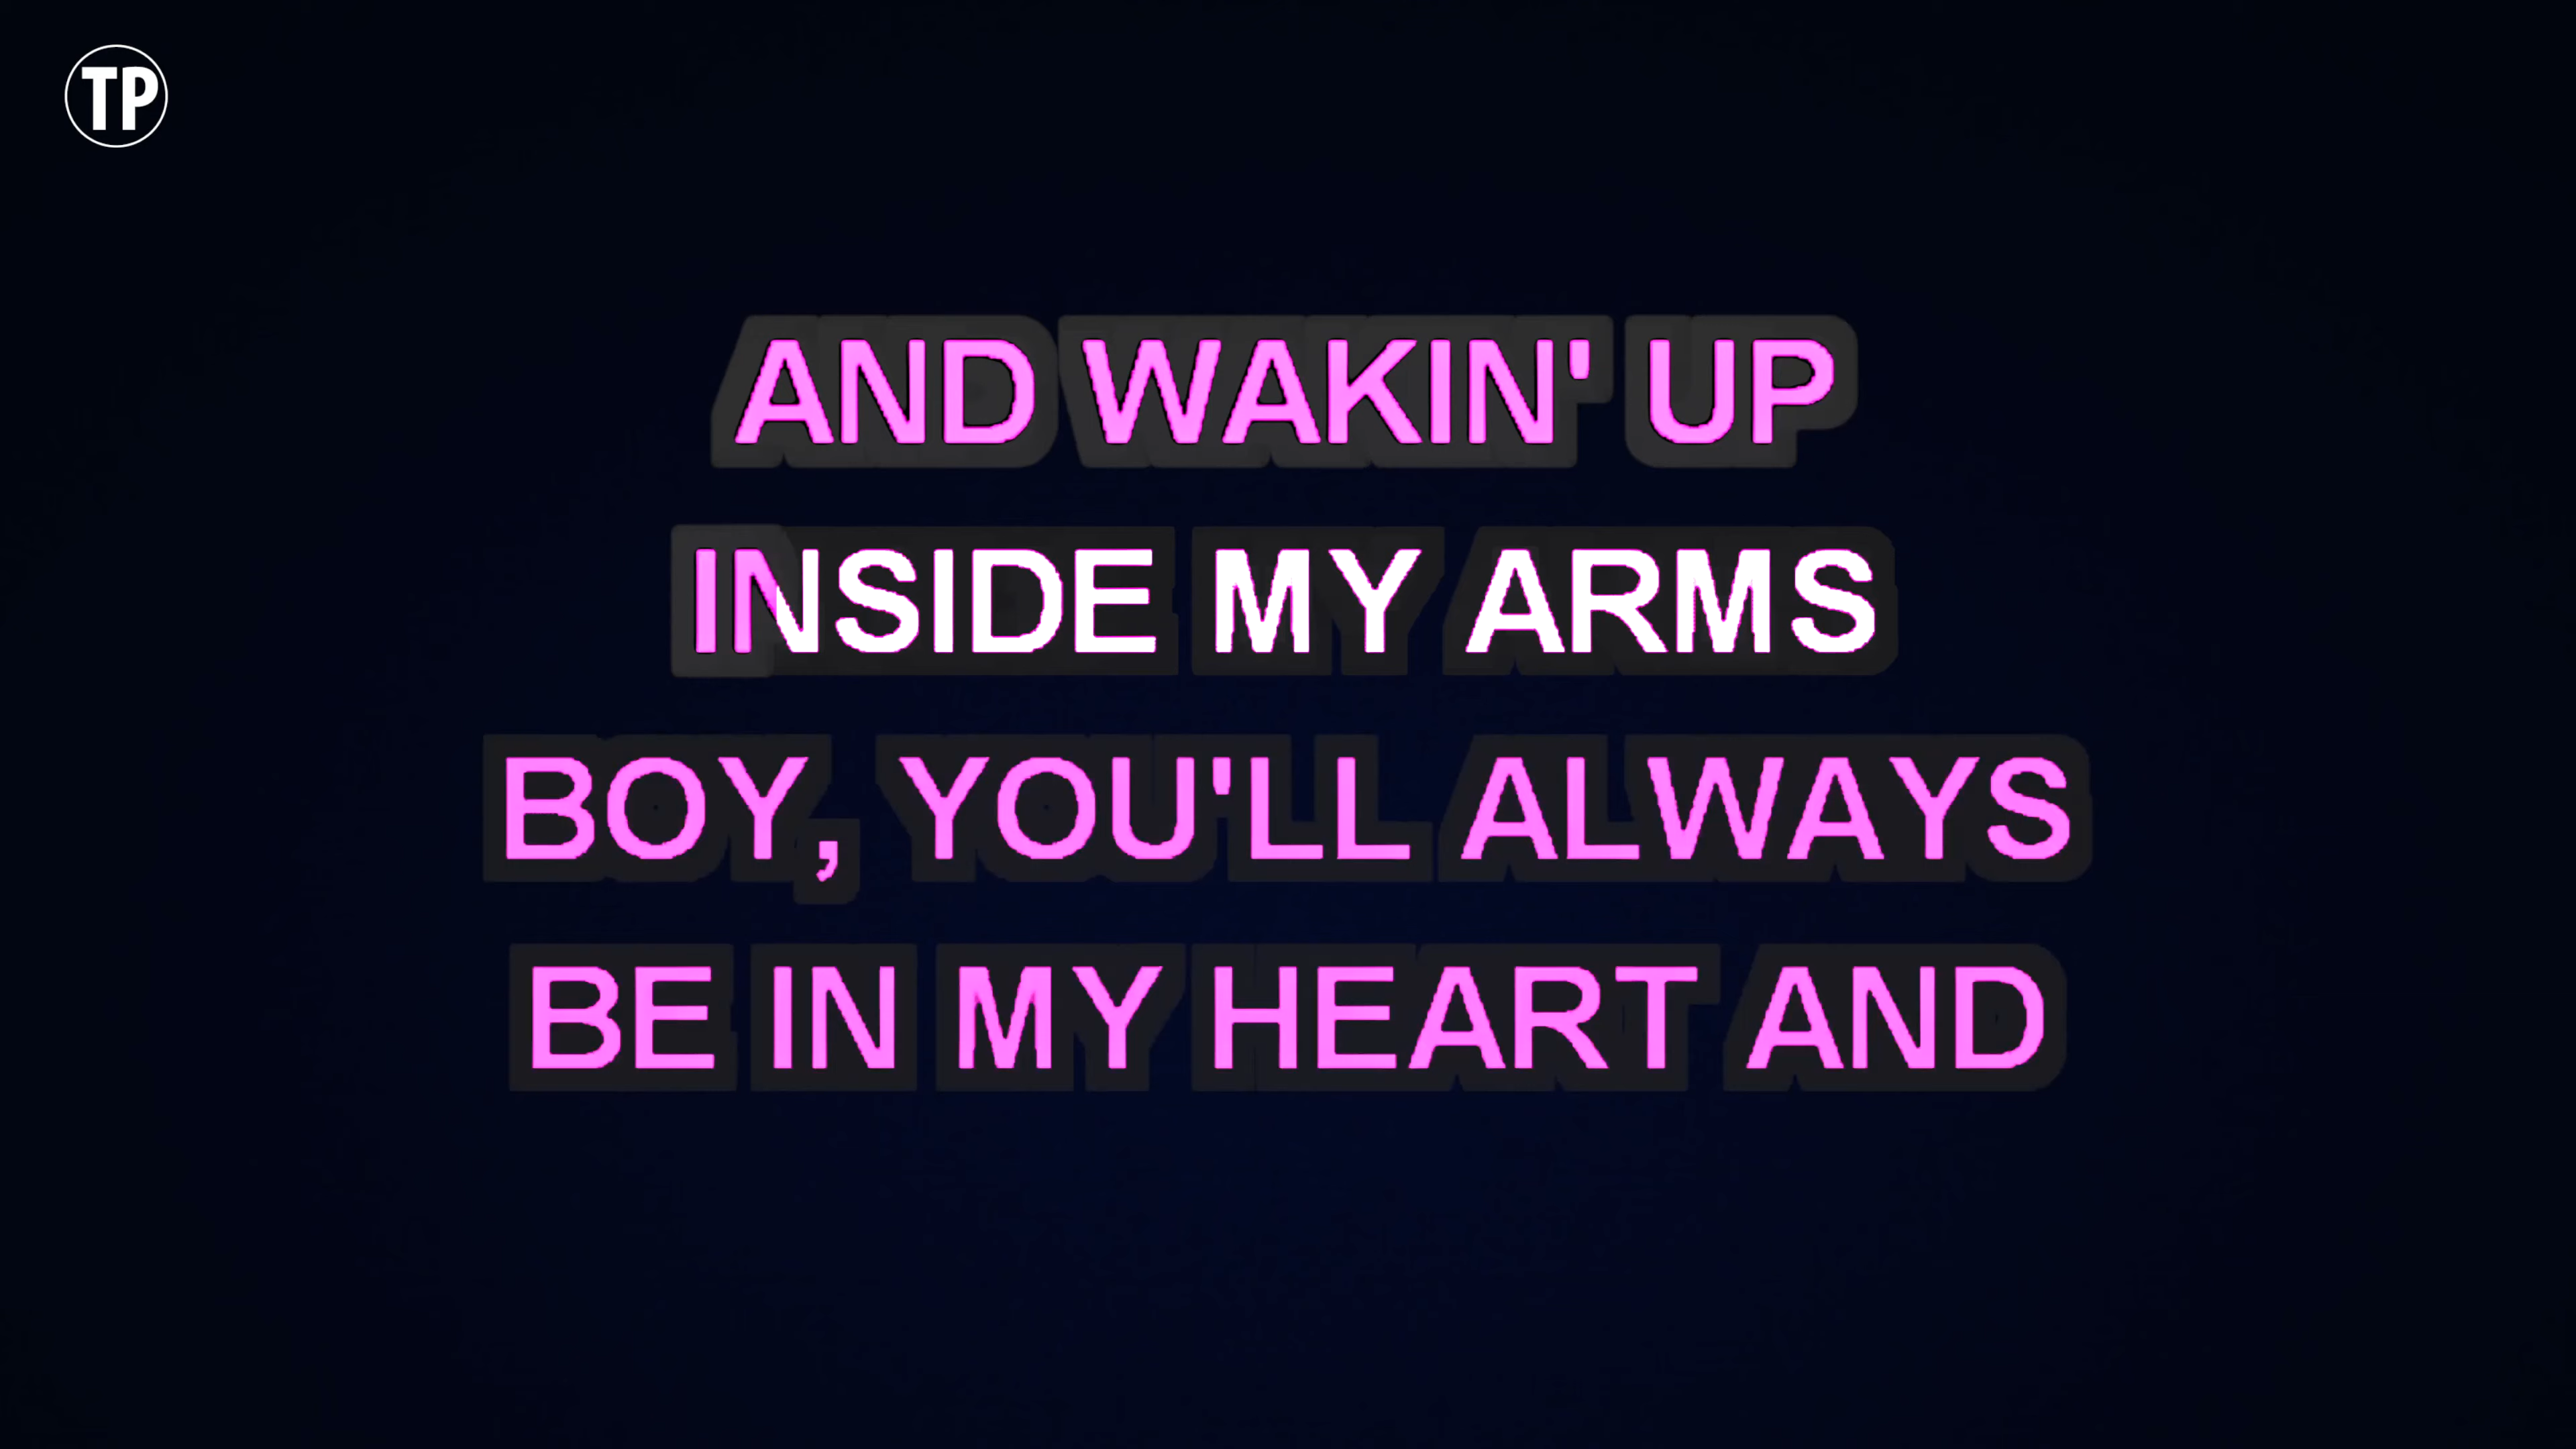 TP
AND WAKIN' UP
INSIDE MY ARMS
BOY, YOU'LL ALWAYS
BE IN MY HEART AND